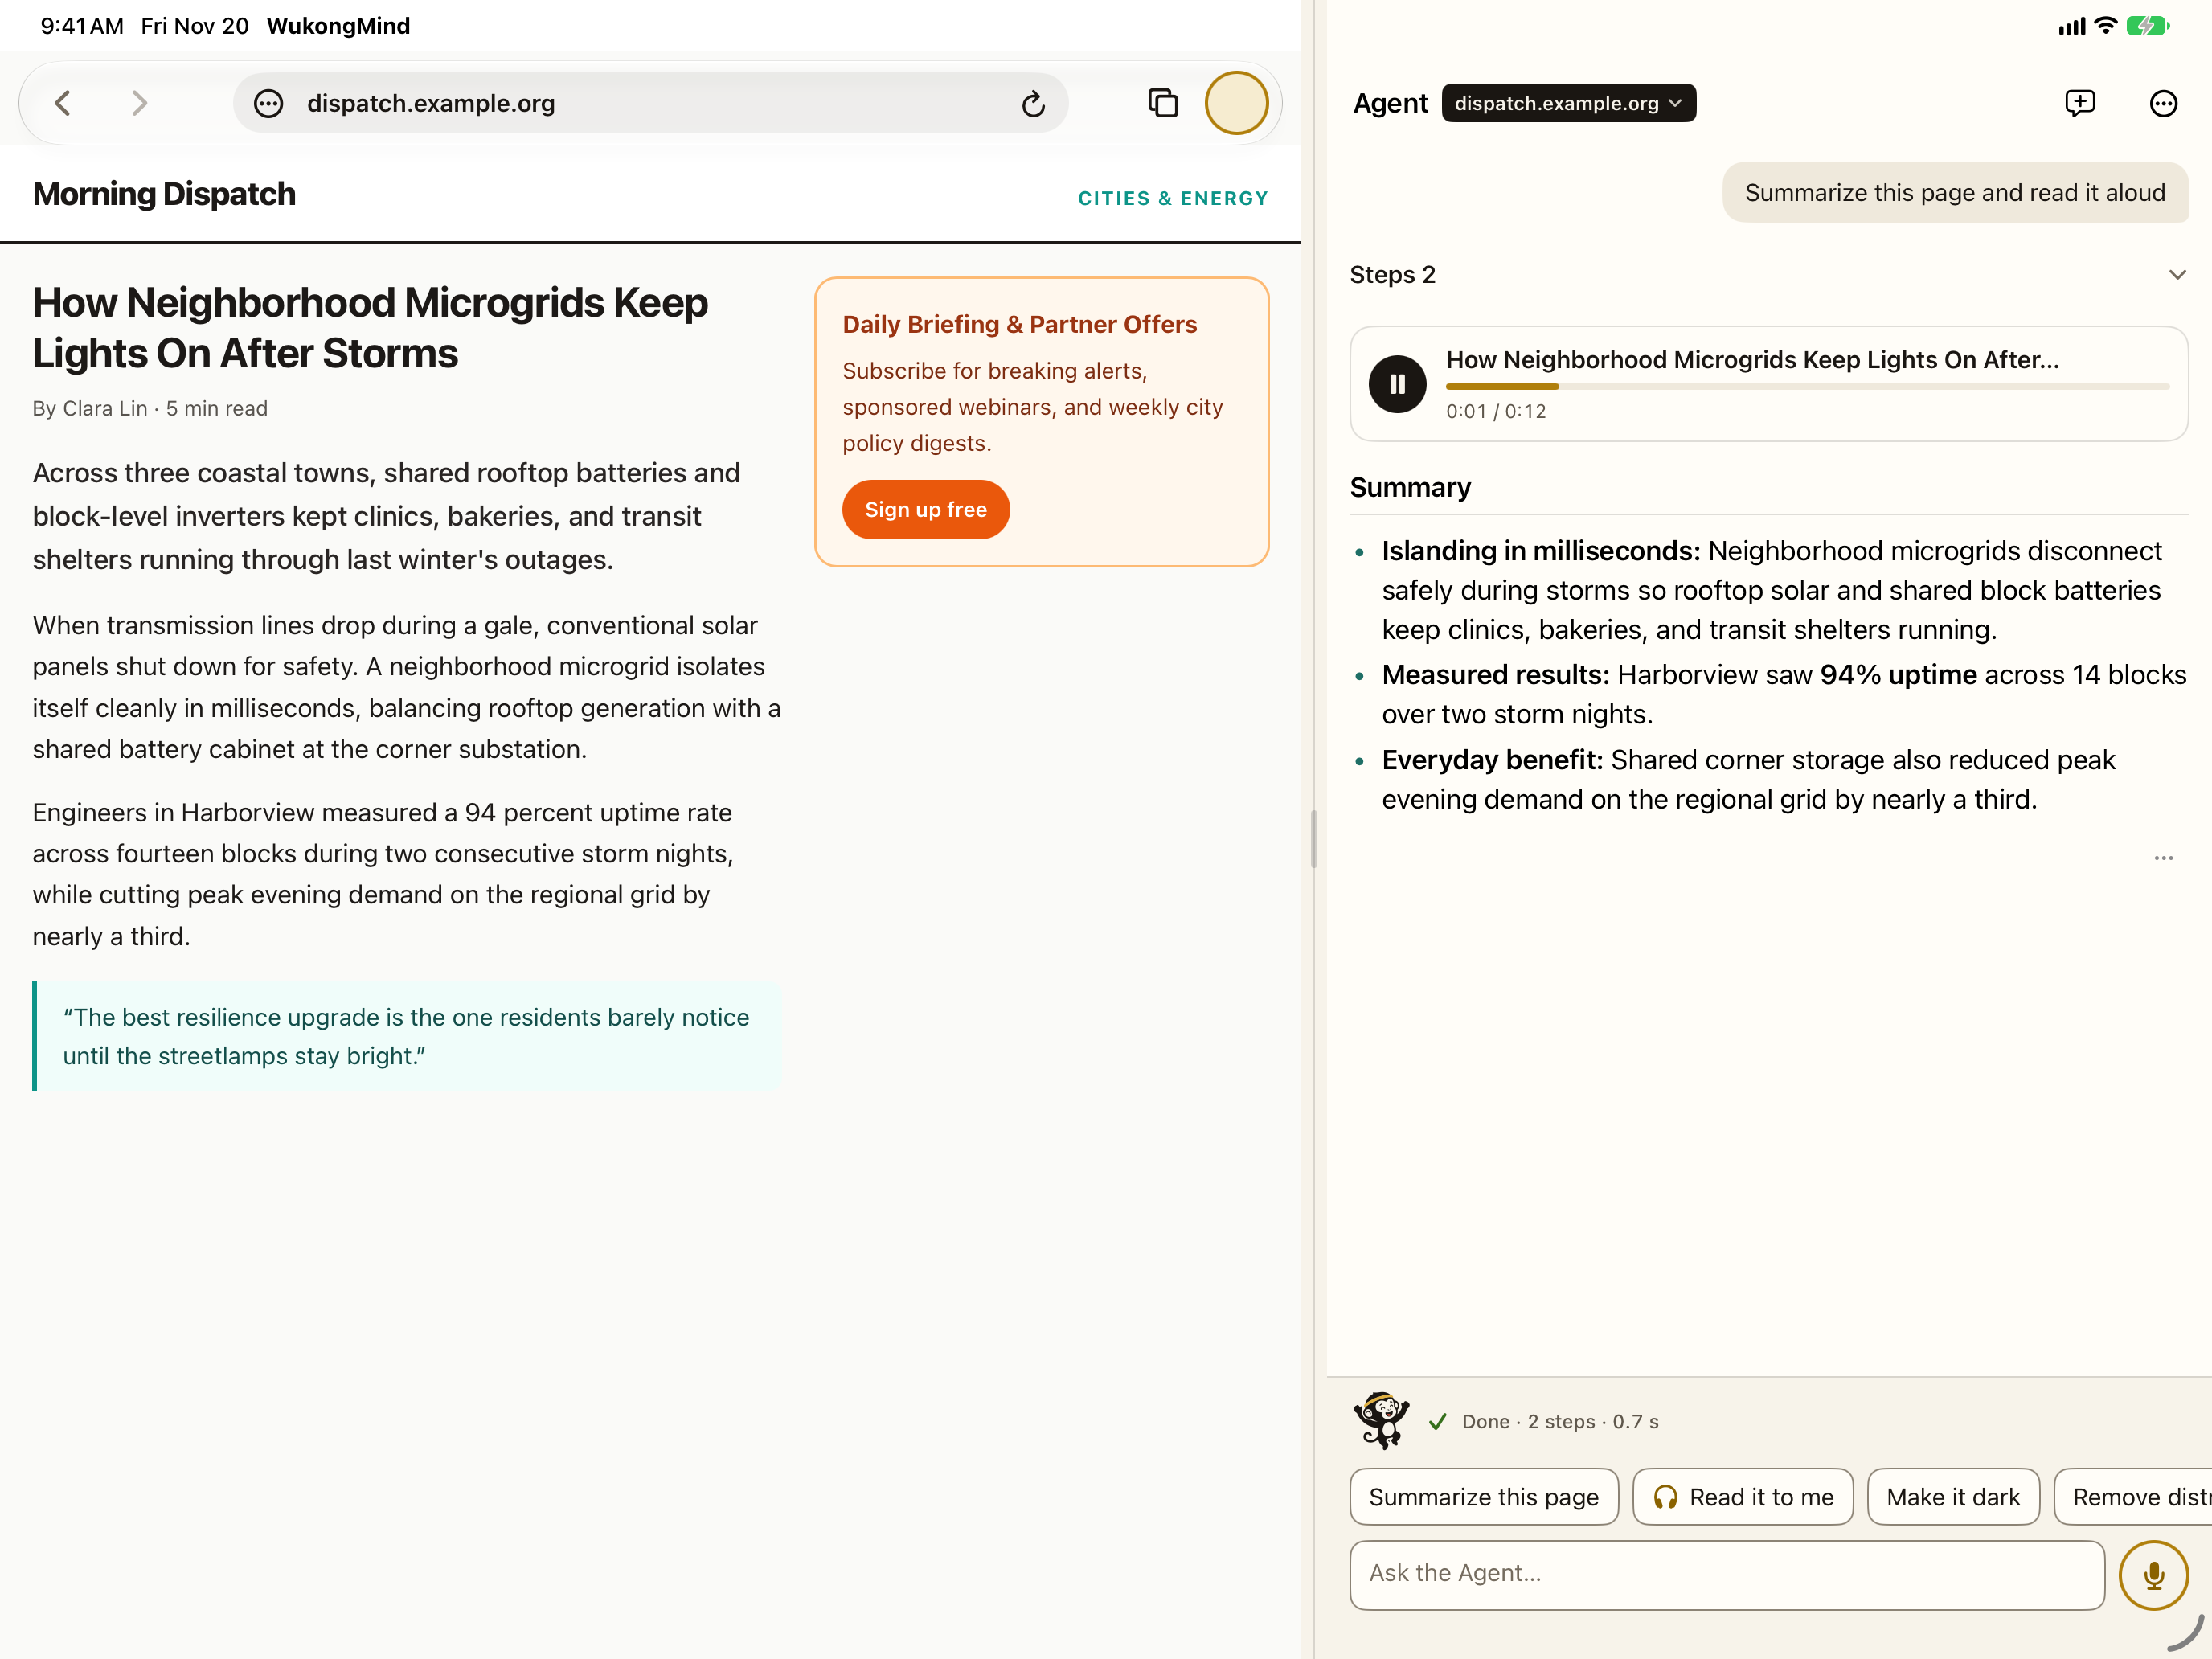 9:41 AM Fri Nov 20 WukongMind
dispatch.example.org
Morning Dispatch
CITIES & ENERGY
How Neighborhood Microgrids Keep
Lights On After Storms
By Clara Lin · 5 min read
Across three coastal towns, shared rooftop batteries and
block-level inverters kept clinics, bakeries, and transit
shelters running through last winter's outages.
When transmission lines drop during a gale, conventional solar
panels shut down for safety. A neighborhood microgrid isolates
itself cleanly in milliseconds, balancing rooftop generation with a
shared battery cabinet at the corner substation.
Engineers in Harborview measured a 94 percent uptime rate
across fourteen blocks during two consecutive storm nights,
while cutting peak evening demand on the regional grid by
nearly a third.
“The best resilience upgrade is the one residents barely notice
until the streetlamps stay bright.”
Daily Briefing & Partner Offers
Subscribe for breaking alerts,
sponsored webinars, and weekly city
policy digests.
Sign up free
Agent dispatch.example.org
Summarize this page and read it aloud
Steps 2
How Neighborhood Microgrids Keep Lights On After...
0:01 / 0:12
Summary
• Islanding in milliseconds: Neighborhood microgrids disconnect
safely during storms so rooftop solar and shared block batteries
keep clinics, bakeries, and transit shelters running.
• Measured results: Harborview saw 94% uptime across 14 blocks
over two storm nights.
• Everyday benefit: Shared corner storage also reduced peak
evening demand on the regional grid by nearly a third.
Done · 2 steps · 0.7 s
Summarize this page
Read it to me
Make it dark
Remove distr
Ask the Agent...